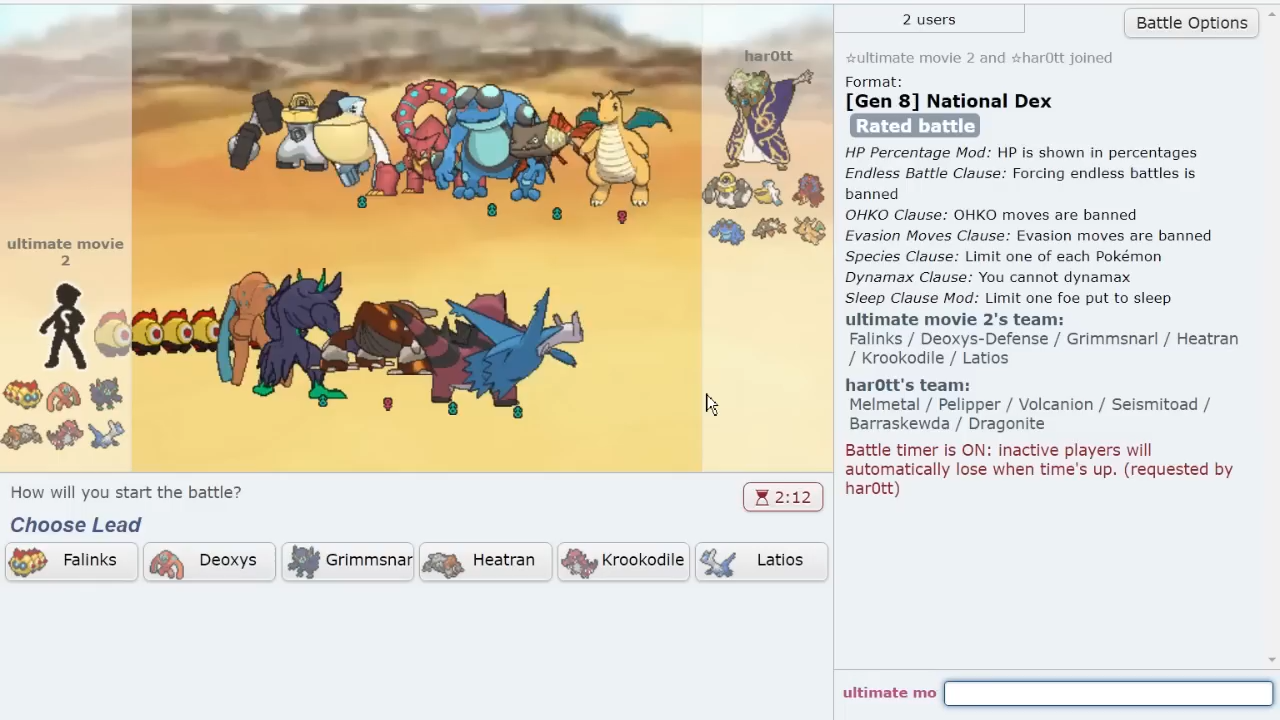 2 users
Battle Options
☆ultimate movie 2 and ☆har0tt joined
Format:
[Gen 8] National Dex
Rated battle
HP Percentage Mod: HP is shown in percentages
Endless Battle Clause: Forcing endless battles is
banned
OHKO Clause: OHKO moves are banned
Evasion Moves Clause: Evasion moves are banned
Species Clause: Limit one of each Pokémon
Dynamax Clause: You cannot dynamax
Sleep Clause Mod: Limit one foe put to sleep
ultimate movie 2's team:
Falinks / Deoxys-Defense / Grimmsnarl / Heatran
/ Krookodile / Latios
har0tt's team:
Melmetal / Pelipper / Volcanion / Seismitoad /
Barraskewda / Dragonite
Battle timer is ON: inactive players will
automatically lose when time's up. (requested by
har0tt)
ultimate mo
har0tt
ultimate movie
2
?
How will you start the battle?
2:12
Choose Lead
Falinks
Deoxys
Grimmsnar
Heatran
Krookodile
Latios